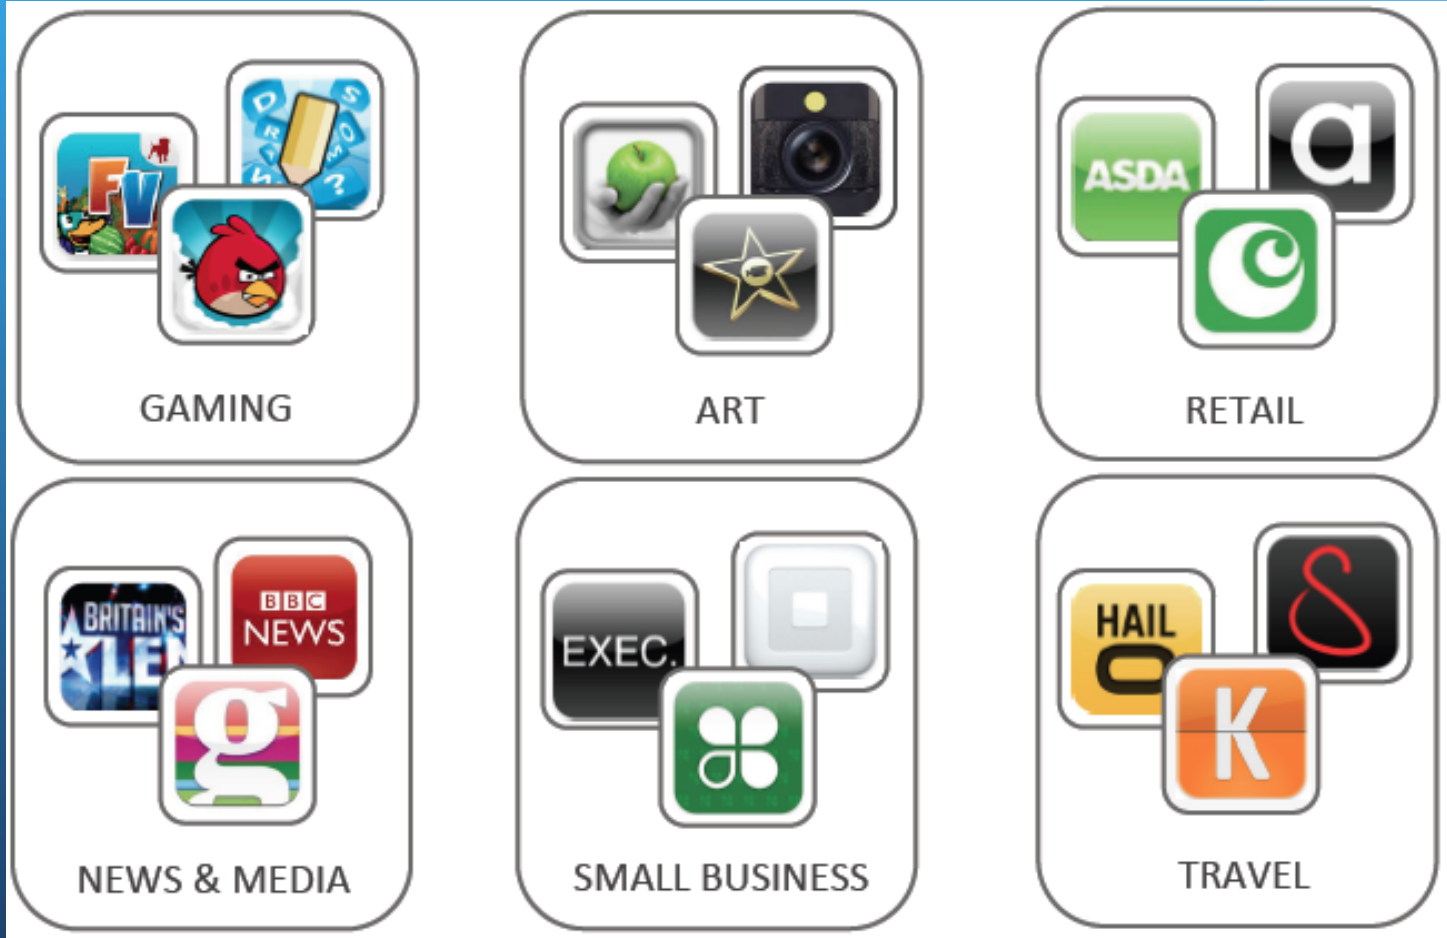 FV
D
S
R
O
A
M
?
GAMING
ART
ASDA
a
RETAIL
BRITAIN'S
BBC
NEWS
g
NEWS & MEDIA
EXEC.
SMALL BUSINESS
HAIL
O
S
K
TRAVEL